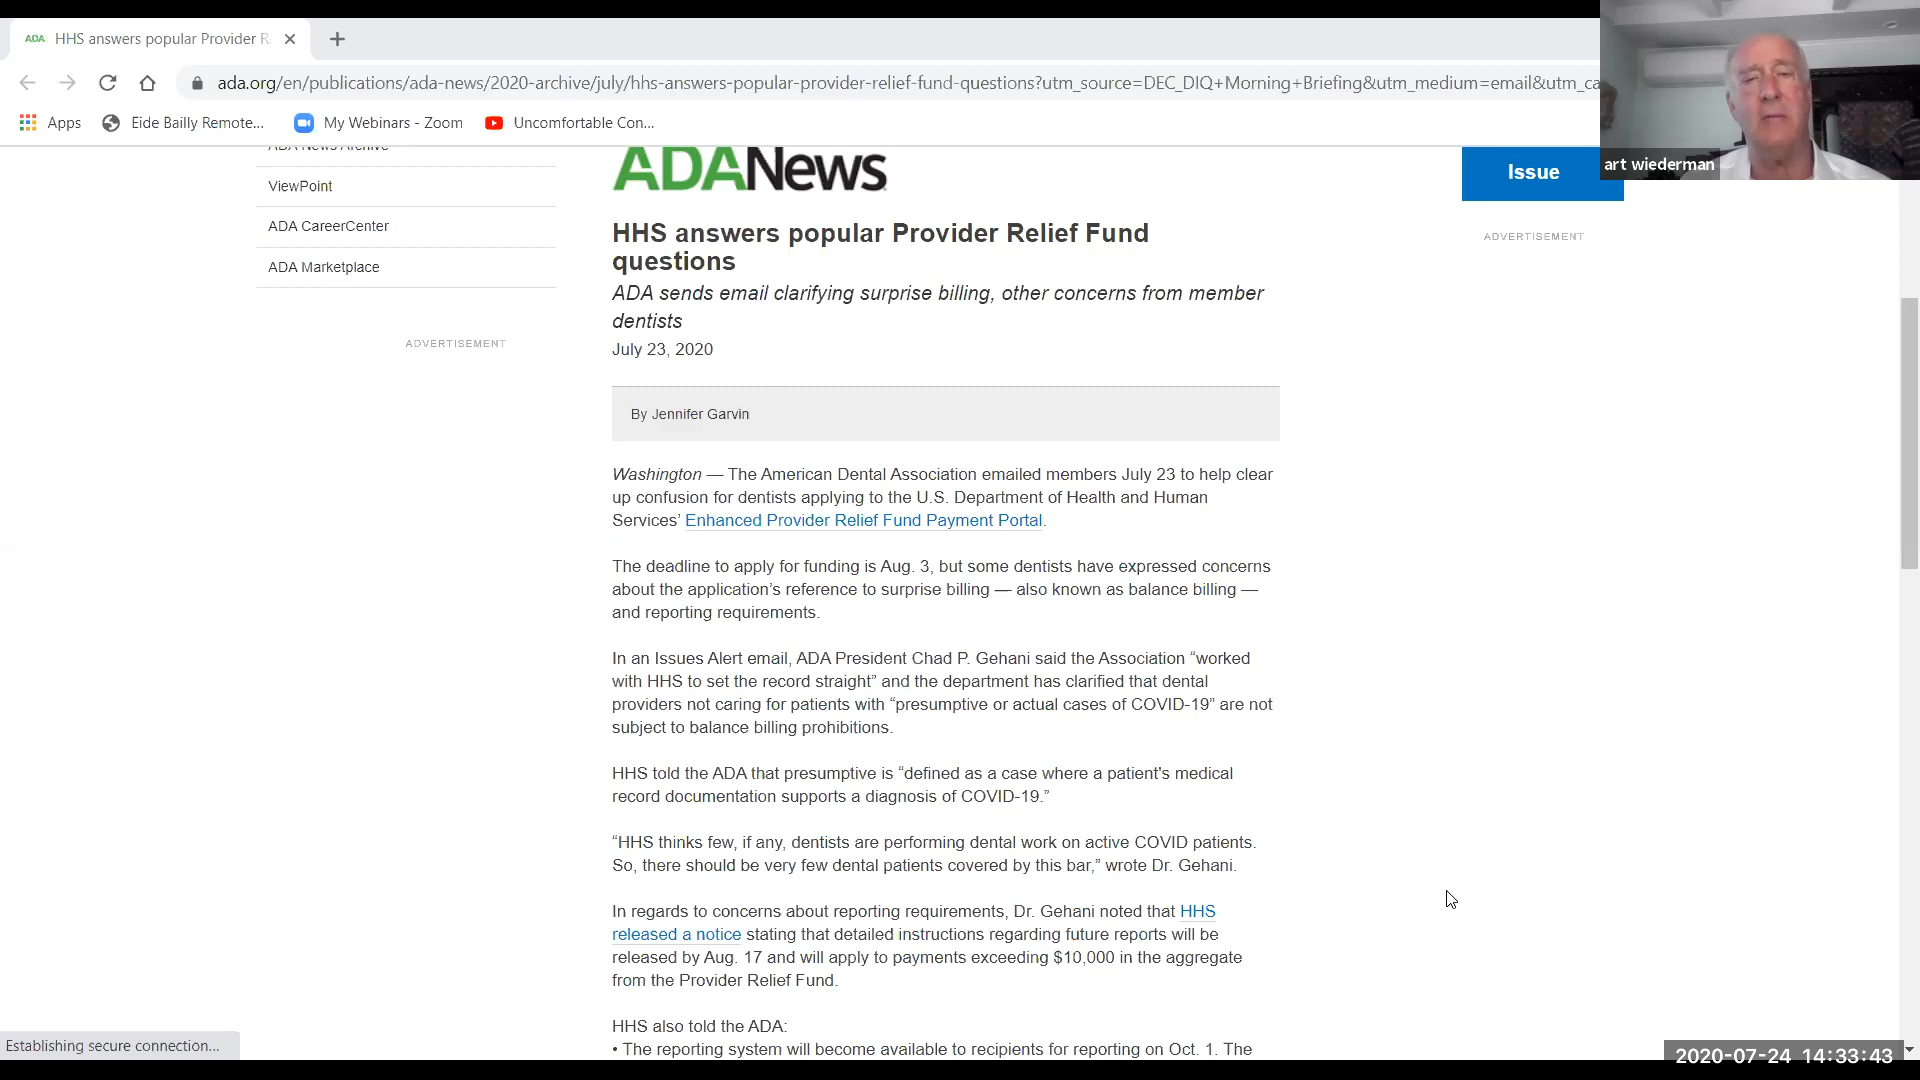 ADA HHS answers popular Provider R
ada.org/en/publications/ada-news/2020-archive/july/hhs-answers-popular-provider-relief-fund-questions?utm_source=DEC_DIQ+Morning+Briefing&utm_medium=email&utm_ca
Apps Eide Bailly Remote... My Webinars - Zoom Uncomfortable Con...
art wiederman
ADA News Archive
ViewPoint
ADA CareerCenter
ADA Marketplace
ADVERTISEMENT
ADANews
HHS answers popular Provider Relief Fund
questions
ADA sends email clarifying surprise billing, other concerns from member
dentists
July 23, 2020
By Jennifer Garvin
Washington — The American Dental Association emailed members July 23 to help clear
up confusion for dentists applying to the U.S. Department of Health and Human
Services’ Enhanced Provider Relief Fund Payment Portal.
The deadline to apply for funding is Aug. 3, but some dentists have expressed concerns
about the application’s reference to surprise billing — also known as balance billing —
and reporting requirements.
In an Issues Alert email, ADA President Chad P. Gehani said the Association “worked
with HHS to set the record straight” and the department has clarified that dental
providers not caring for patients with “presumptive or actual cases of COVID-19” are not
subject to balance billing prohibitions.
HHS told the ADA that presumptive is “defined as a case where a patient's medical
record documentation supports a diagnosis of COVID-19.”
“HHS thinks few, if any, dentists are performing dental work on active COVID patients.
So, there should be very few dental patients covered by this bar,” wrote Dr. Gehani.
In regards to concerns about reporting requirements, Dr. Gehani noted that HHS
released a notice stating that detailed instructions regarding future reports will be
released by Aug. 17 and will apply to payments exceeding $10,000 in the aggregate
from the Provider Relief Fund.
HHS also told the ADA:
• The reporting system will become available to recipients for reporting on Oct. 1. The
Issue
ADVERTISEMENT
Establishing secure connection...
2020-07-24 14:33:43